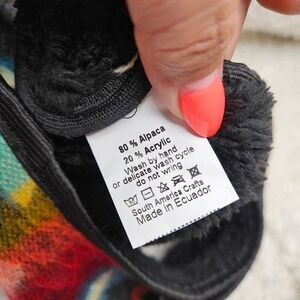 80 % Alpaca
20 % Acrylic
Wash by hand
or delicate wash cycle
do not wring
South America Crafts
Made in Ecuador